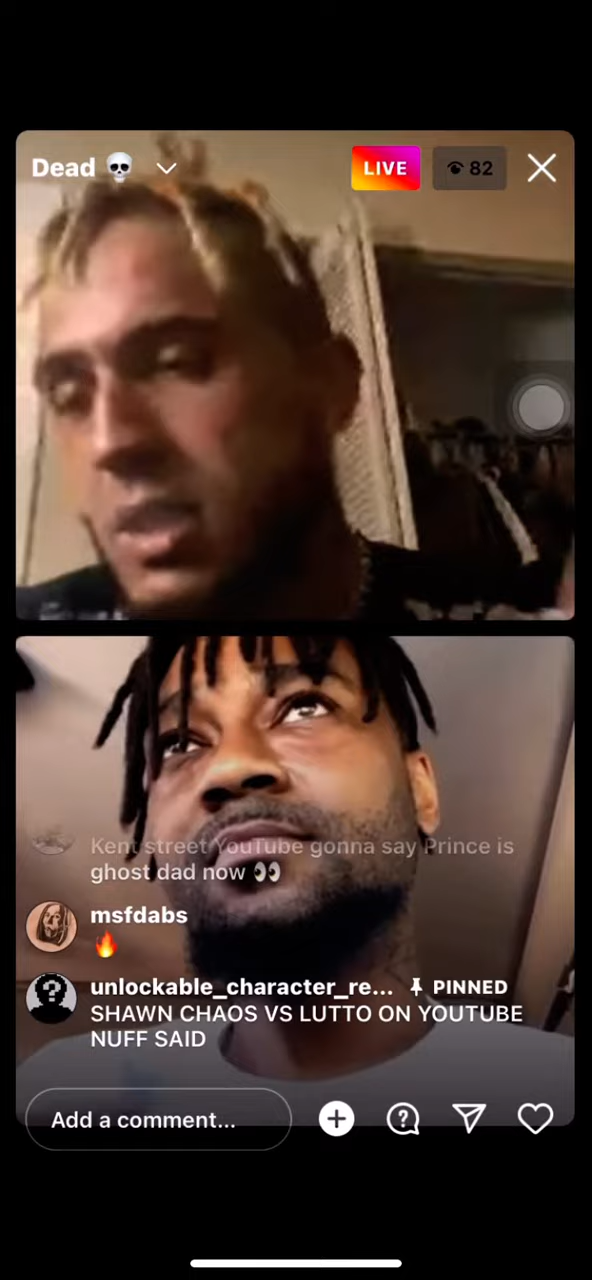 Dead 💀
LIVE
82
Kent street YouTube gonna say Prince is
ghost dad now 👀
msfdabs
🔥
unlockable_character_re... PINNED
SHAWN CHAOS VS LUTTO ON YOUTUBE
NUFF SAID
Add a comment...